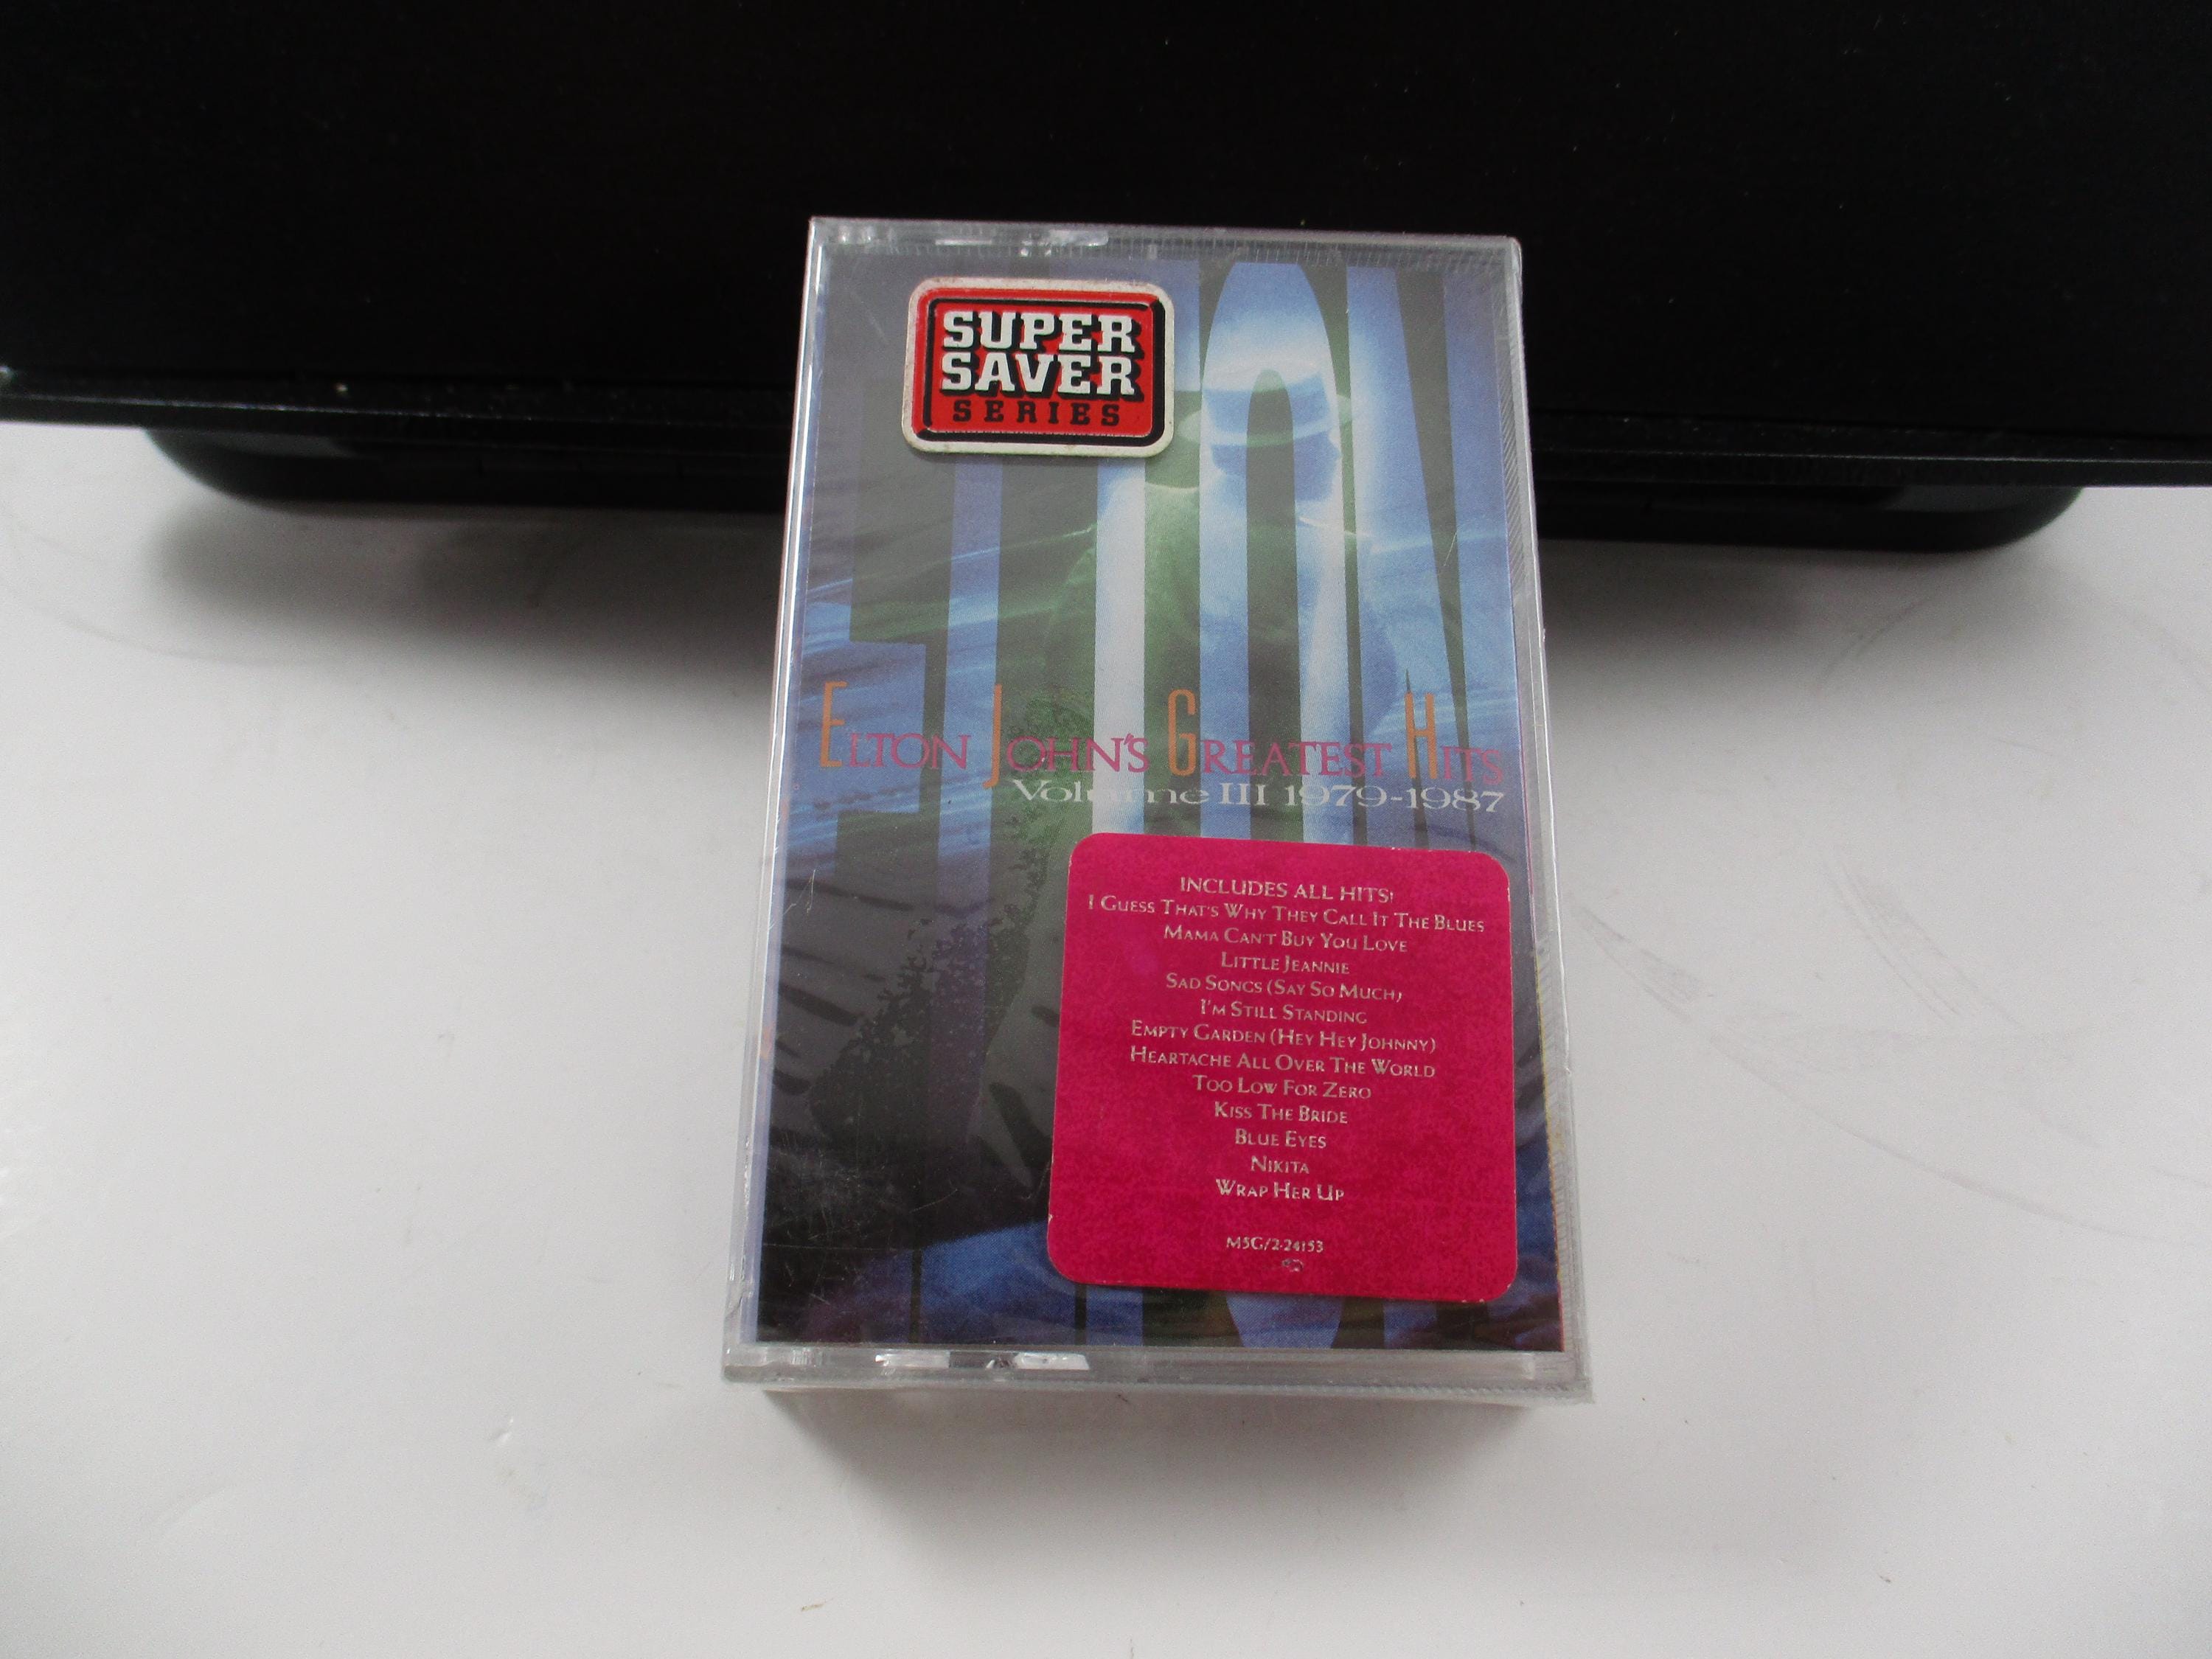 SUPER
SAVER
SERIES
ELTON
ELTON JOHN'S GREATEST HITS
Volume III 1979-1987
INCLUDES ALL HITS:
I GUESS THAT'S WHY THEY CALL IT THE BLUES
MAMA CAN'T BUY YOU LOVE
LITTLE JEANNIE
SAD SONGS (SAY SO MUCH)
I'M STILL STANDING
EMPTY GARDEN (HEY HEY JOHNNY)
HEARTACHE ALL OVER THE WORLD
TOO LOW FOR ZERO
KISS THE BRIDE
BLUE EYES
NIKITA
WRAP HER UP
M5G/2-24153